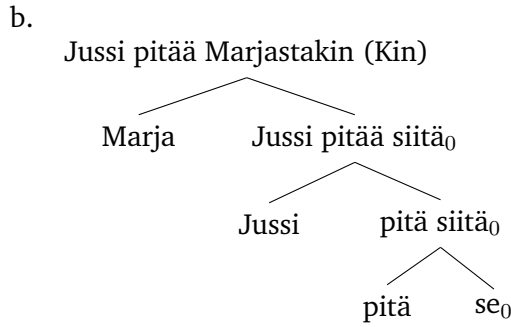 b.
Jussi pitää Marjastakin (Kin)
Marja Jussi pitää siitä₀
Jussi pitä siitä₀
pitä se₀